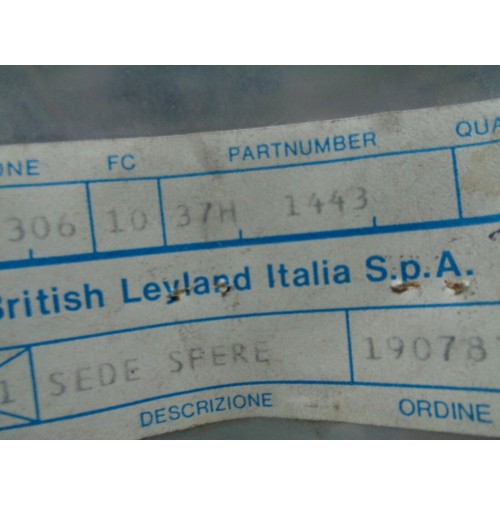 ONE FC PARTNUMBER QUA
306 10 37H 1443
British Leyland Italia S.p.A.
1 SEDE SFERE 19078
DESCRIZIONE ORDINE